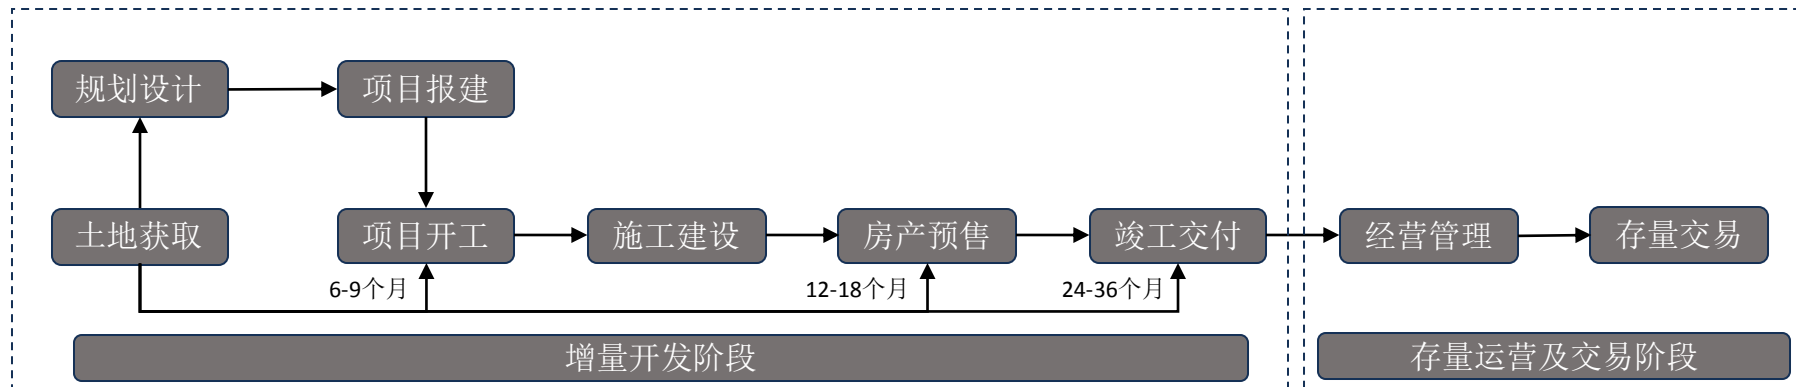 规划设计
项目报建
土地获取
项目开工
施工建设
房产预售
竣工交付
经营管理
存量交易
6-9个月
12-18个月
24-36个月
增量开发阶段
存量运营及交易阶段